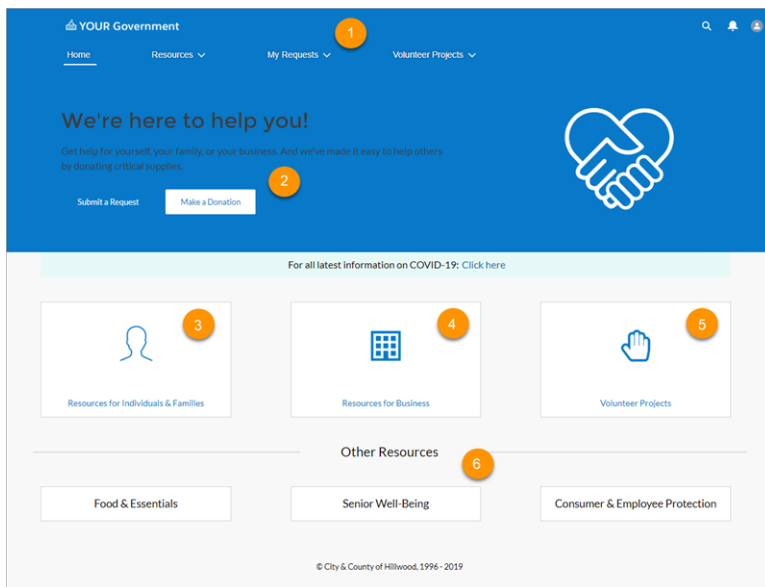 YOUR Government
1
Home Resources My Requests Volunteer Projects
We're here to help you!
Get help for yourself, your family, or your business. And we've made it easy to help others
by donating critical supplies.
2
Submit a Request Make a Donation
For all latest information on COVID-19: Click here
3 4 5
Resources for Individuals & Families Resources for Business Volunteer Projects
Other Resources
6
Food & Essentials Senior Well-Being Consumer & Employee Protection
© City & County of Hillwood, 1996 - 2019